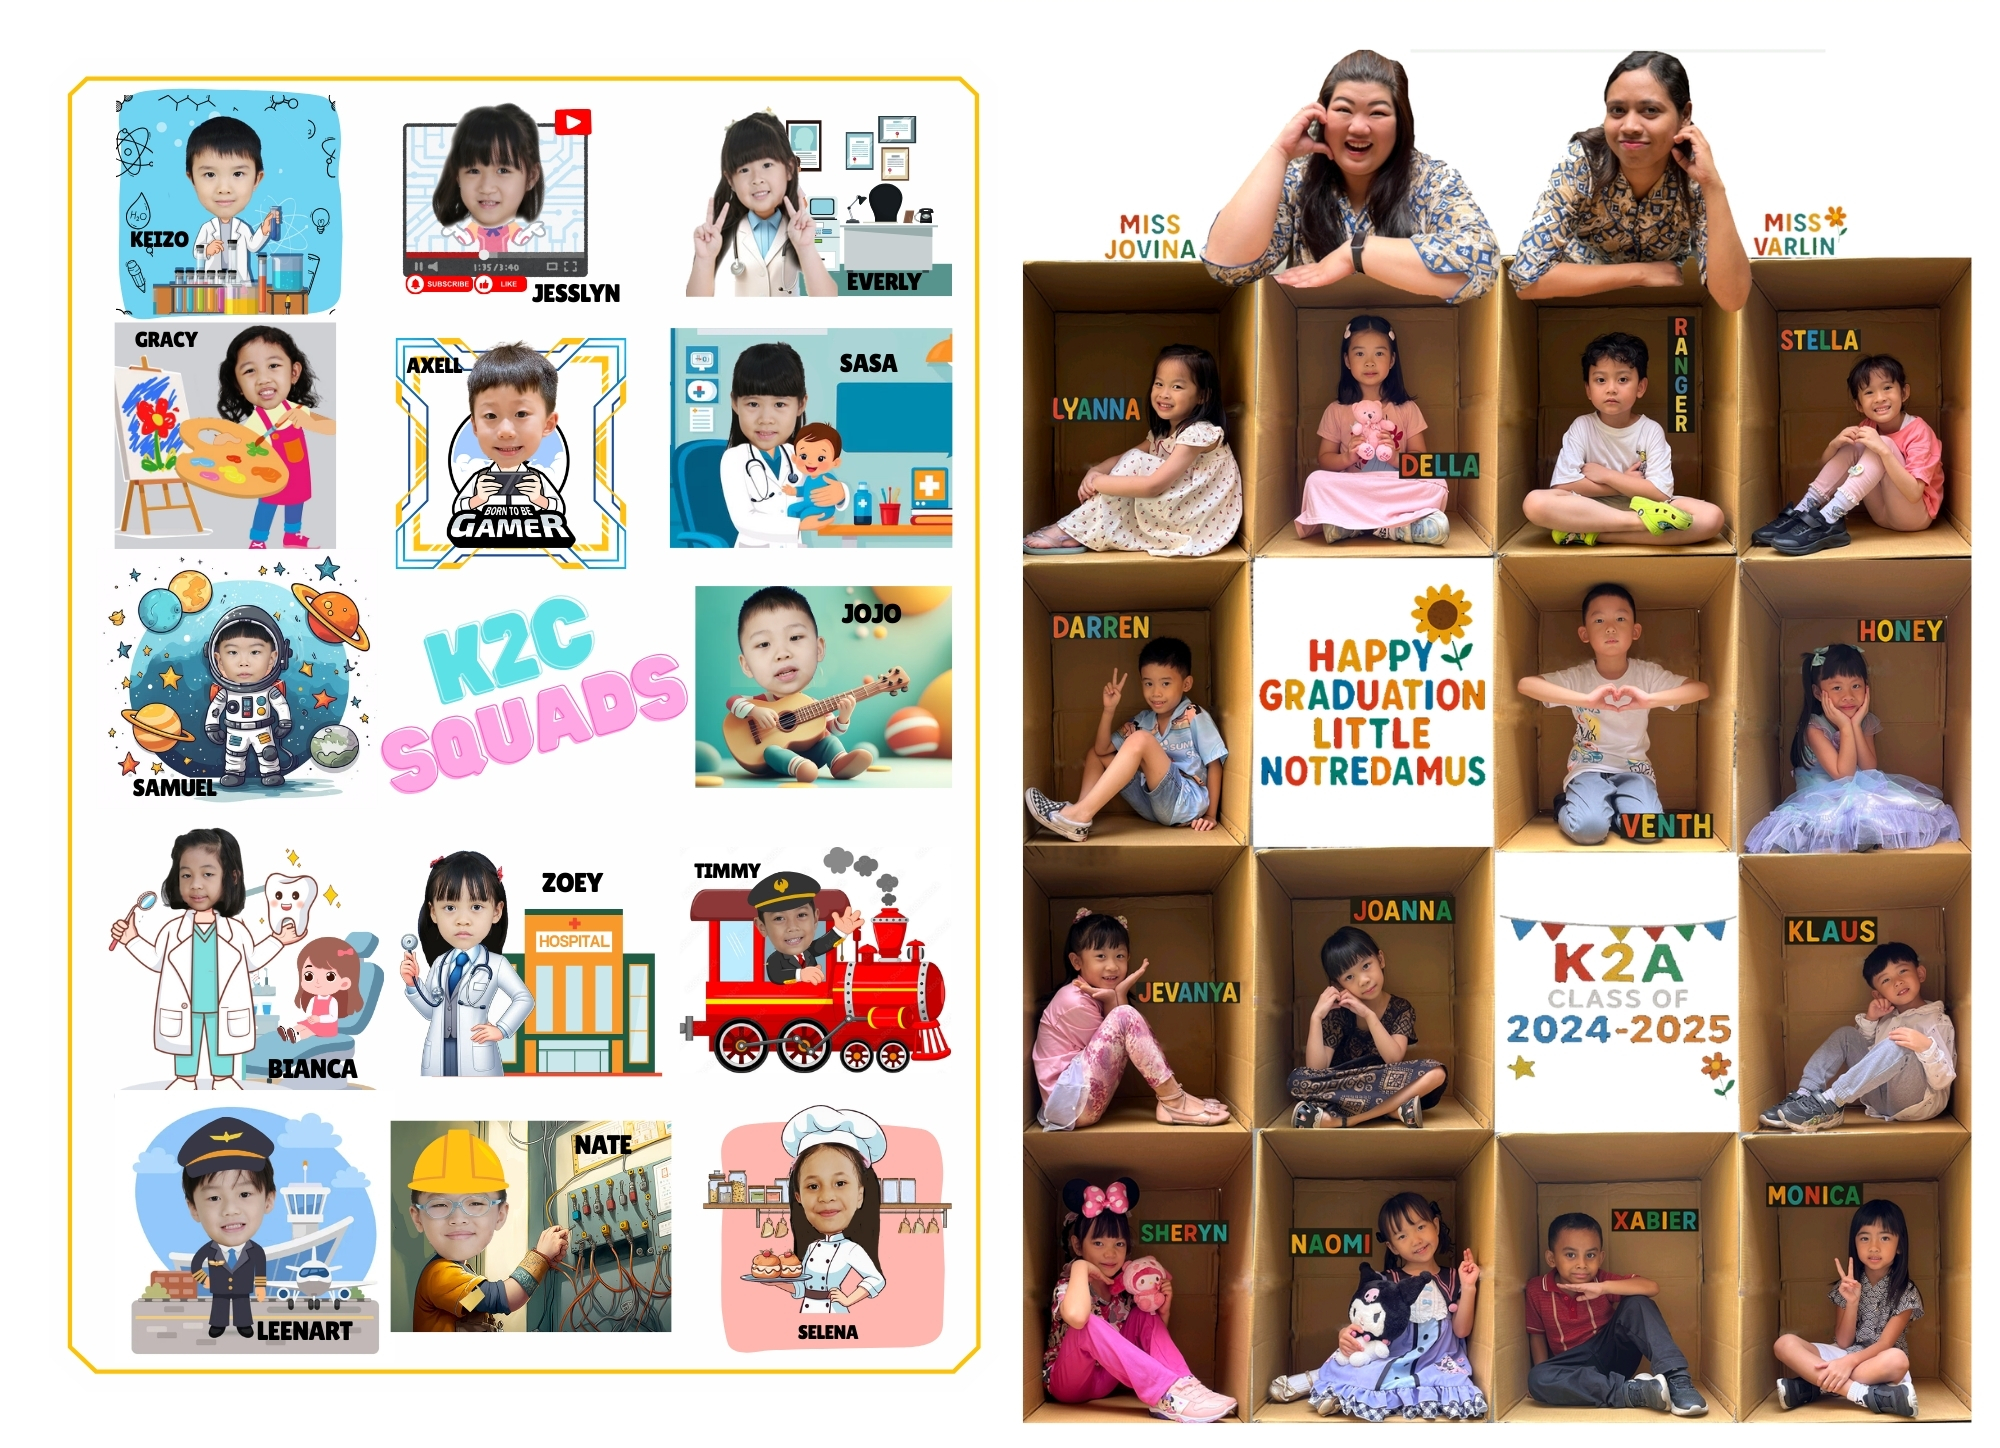 H₂O
KEIZO
1:35/3:40
SUBSCRIBE
LIKE
JESSLYN
EVERLY
GRACY
AXELL
BORN TO BE
GAMER
SASA
SAMUEL
K2C
SQUADS
JOJO
BIANCA
ZOEY
HOSPITAL
TIMMY
LEENART
NATE
SELENA
MISS
JOVINA
MISS
VARLIN
LYANNA
DELLA
RANGER
STELLA
DARREN
HAPPY
GRADUATION
LITTLE
NOTREDAMUS
VENTH
HONEY
JEVANYA
JOANNA
K2A
CLASS OF
2024-2025
KLAUS
SHERYN
NAOMI
XABIER
MONICA